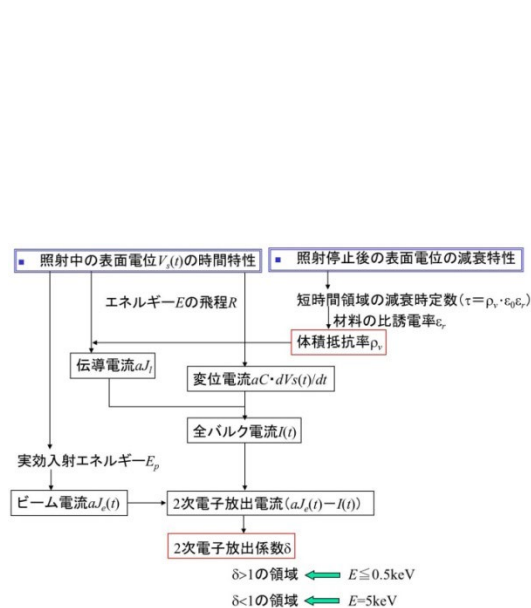 ▪ 照射中の表面電位Vs(t)の時間特性
▪ 照射停止後の表面電位の減衰特性
エネルギーEの飛程R
短時間領域の減衰時定数(τ=ρv・ε0εr)
材料の比誘電率εr
体積抵抗率ρv
伝導電流aJl
変位電流aC・dVs(t)/dt
全バルク電流I(t)
実効入射エネルギーEp
ビーム電流aJe(t)
2次電子放出電流(aJe(t)-I(t))
2次電子放出係数δ
δ>1の領域 ⇐ E≦0.5keV
δ<1の領域 ⇐ E=5keV